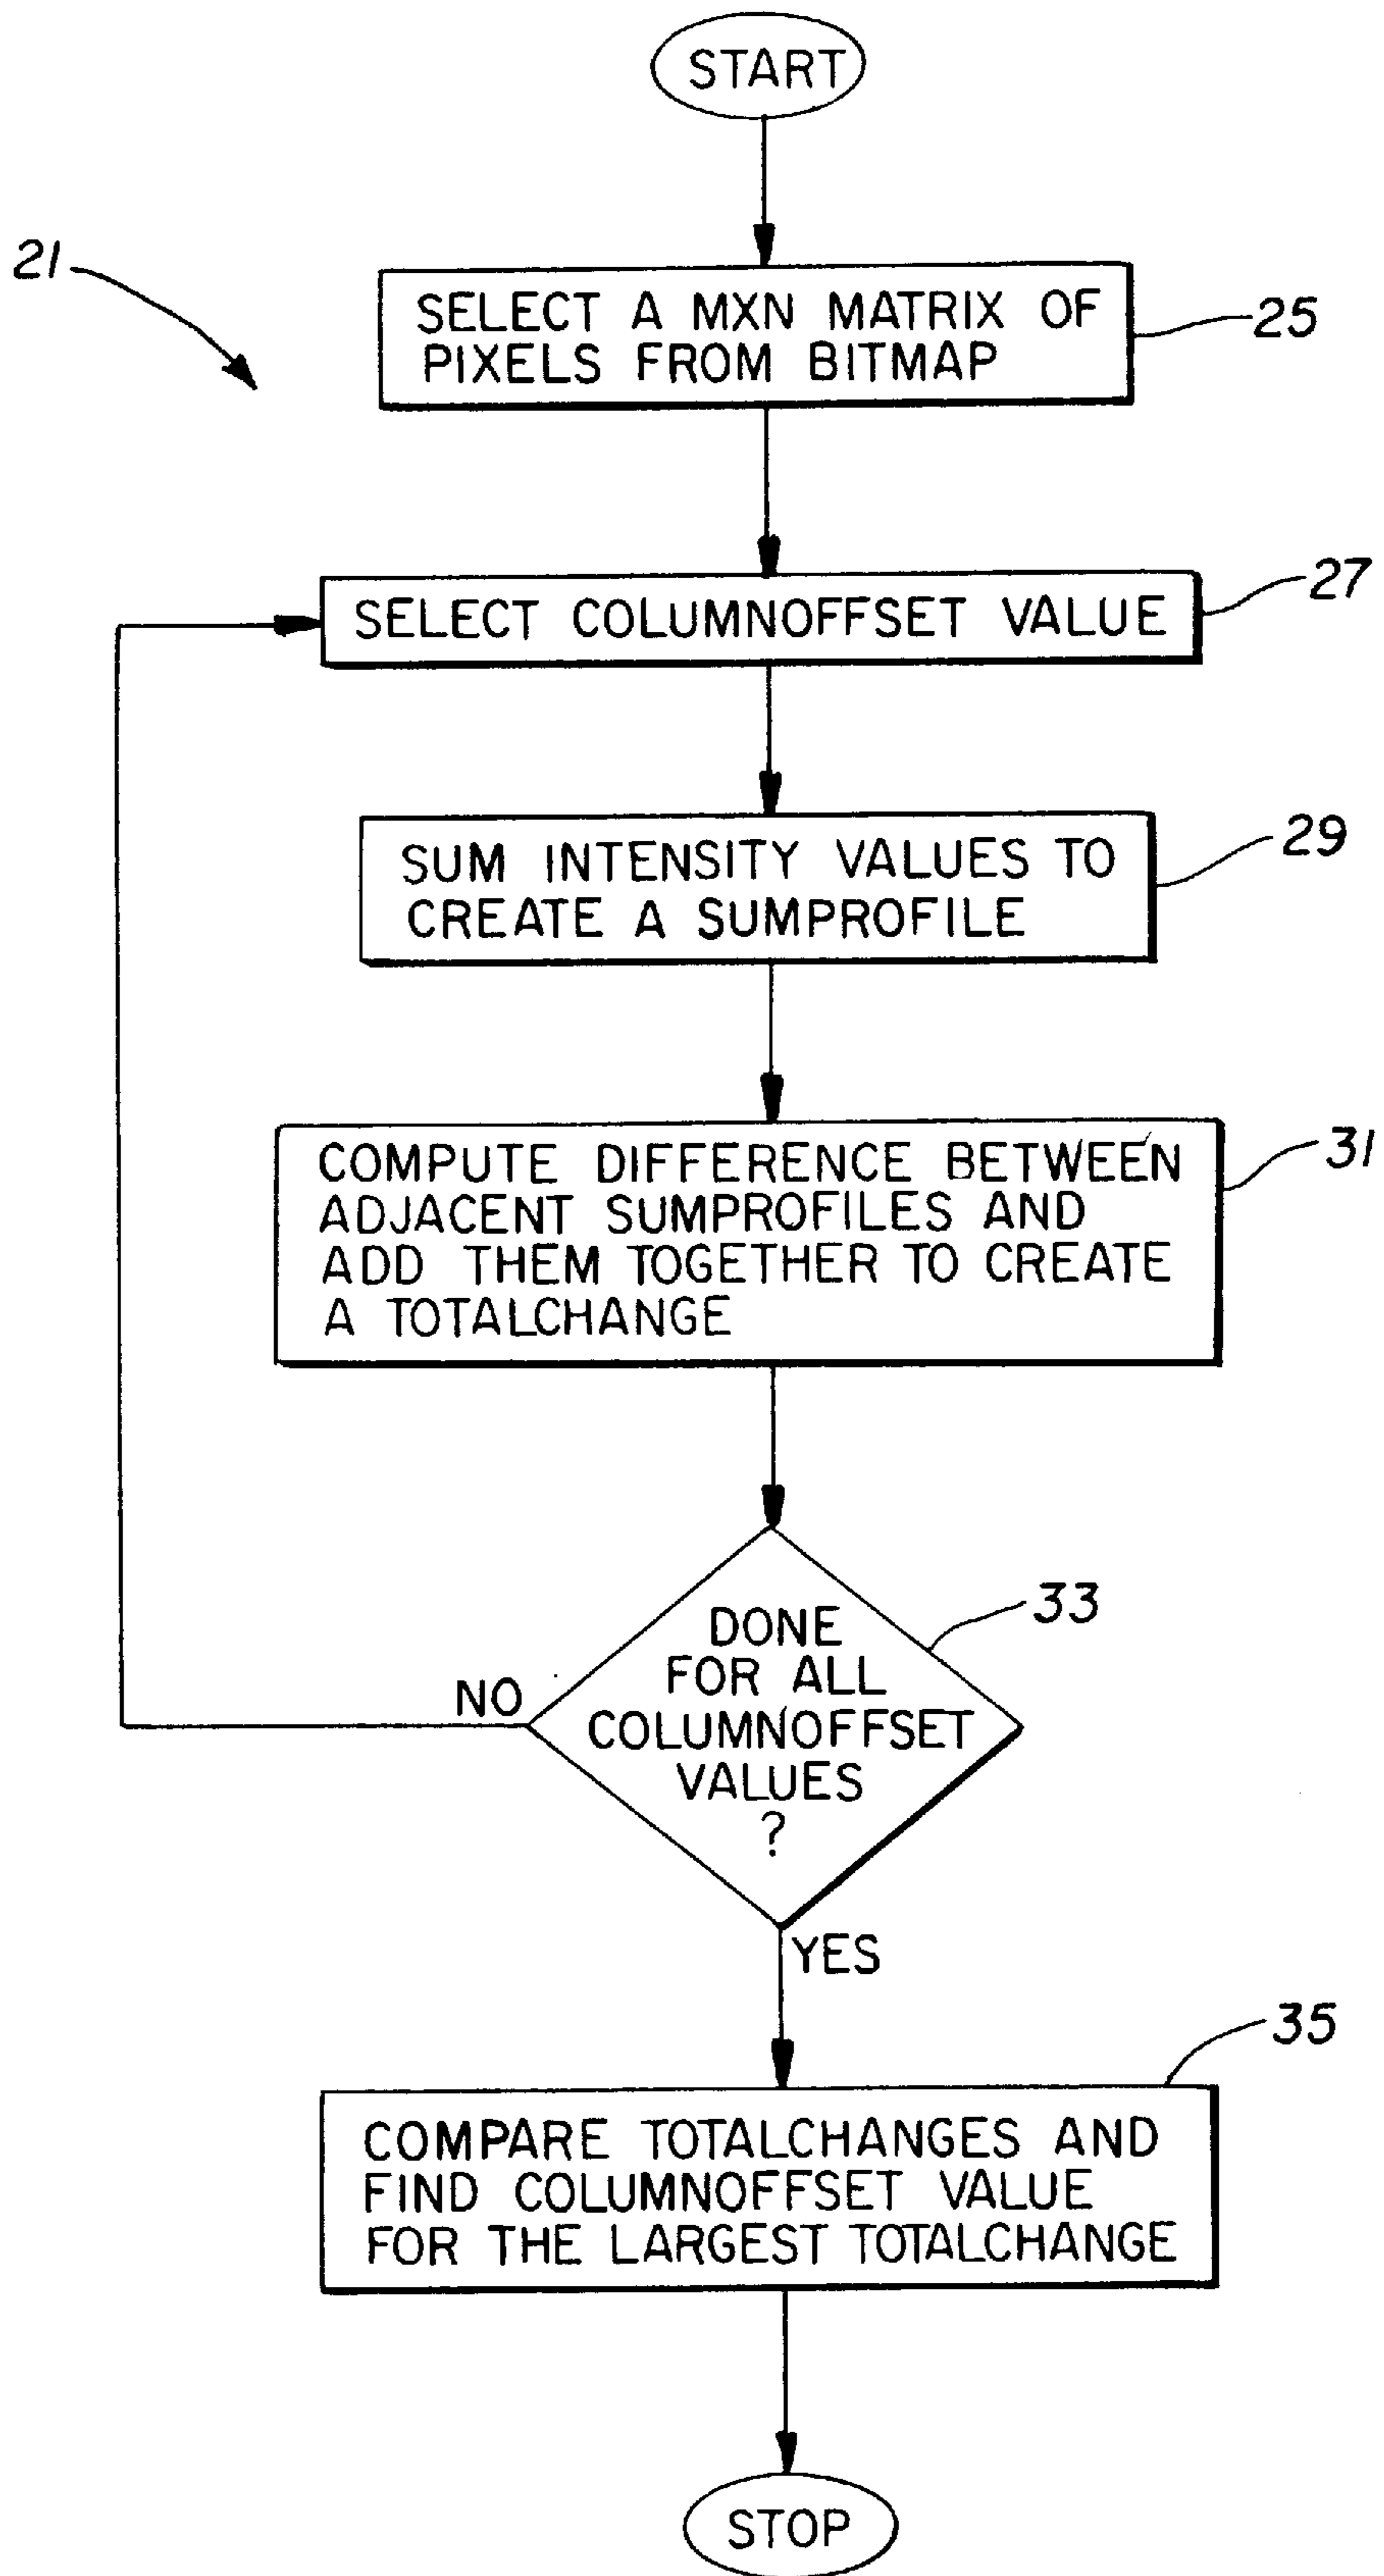 START
21
SELECT A MXN MATRIX OF
PIXELS FROM BITMAP
25
SELECT COLUMNOFFSET VALUE
27
SUM INTENSITY VALUES TO
CREATE A SUMPROFILE
29
COMPUTE DIFFERENCE BETWEEN
ADJACENT SUMPROFILES AND
ADD THEM TOGETHER TO CREATE
A TOTALCHANGE
31
DONE
FOR ALL
COLUMNOFFSET
VALUES
?
33
NO
YES
COMPARE TOTALCHANGES AND
FIND COLUMNOFFSET VALUE
FOR THE LARGEST TOTALCHANGE
35
STOP